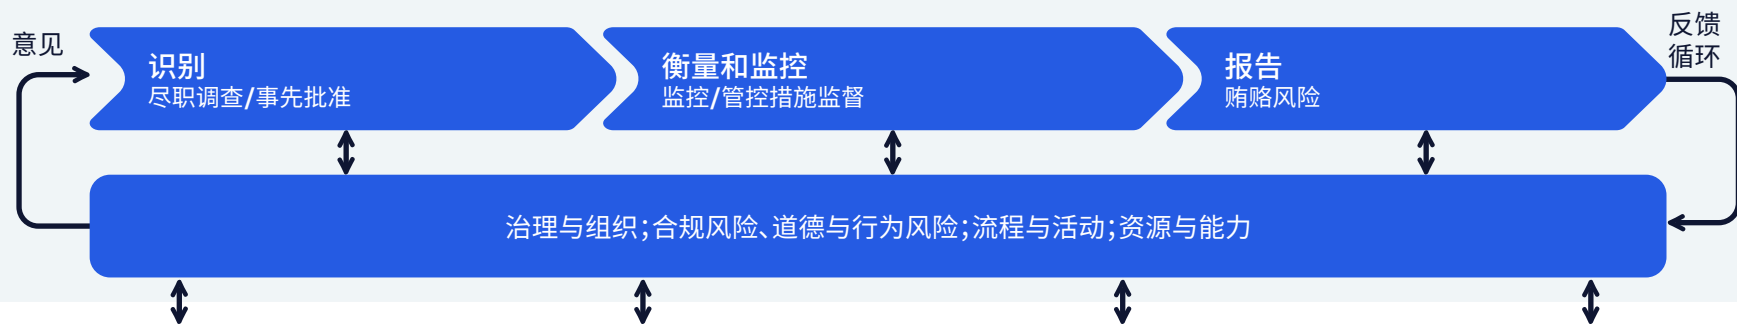 意见
识别
尽职调查/事先批准
衡量和监控
监控/管控措施监督
报告
贿赂风险
反馈
循环
治理与组织;合规风险、道德与行为风险;流程与活动;资源与能力